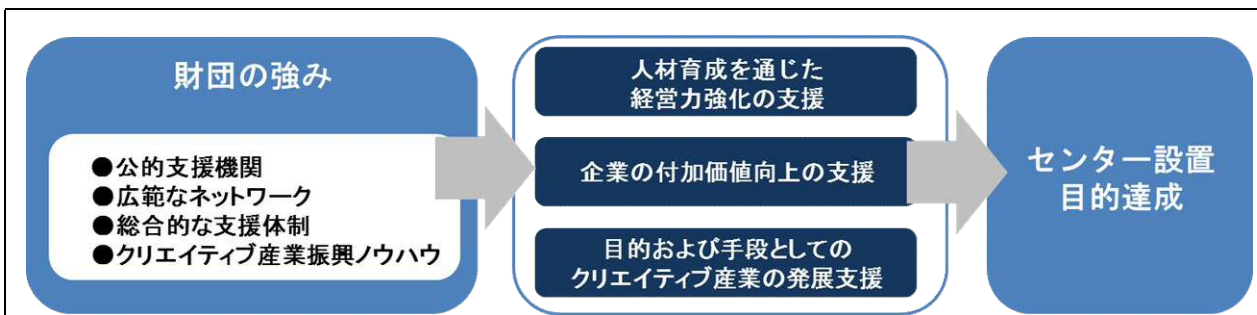 財団の強み
●公的支援機関
●広範なネットワーク
●総合的な支援体制
●クリエイティブ産業振興ノウハウ
人材育成を通じた
経営力強化の支援
企業の付加価値向上の支援
目的および手段としての
クリエイティブ産業の発展支援
センター設置
目的達成